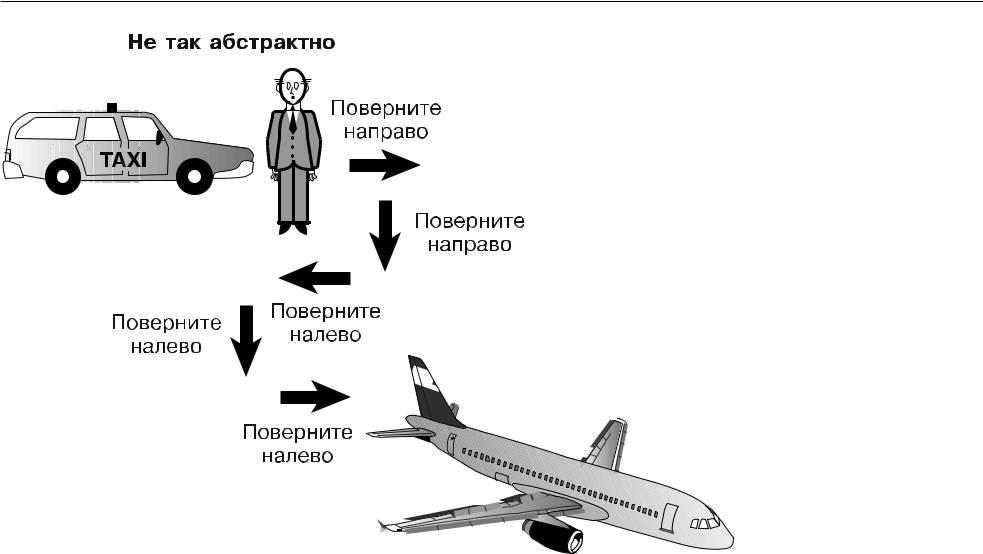 Не так абстрактно
Поверните
направо
TAXI
Поверните
направо
Поверните
налево
Поверните
налево
Поверните
налево